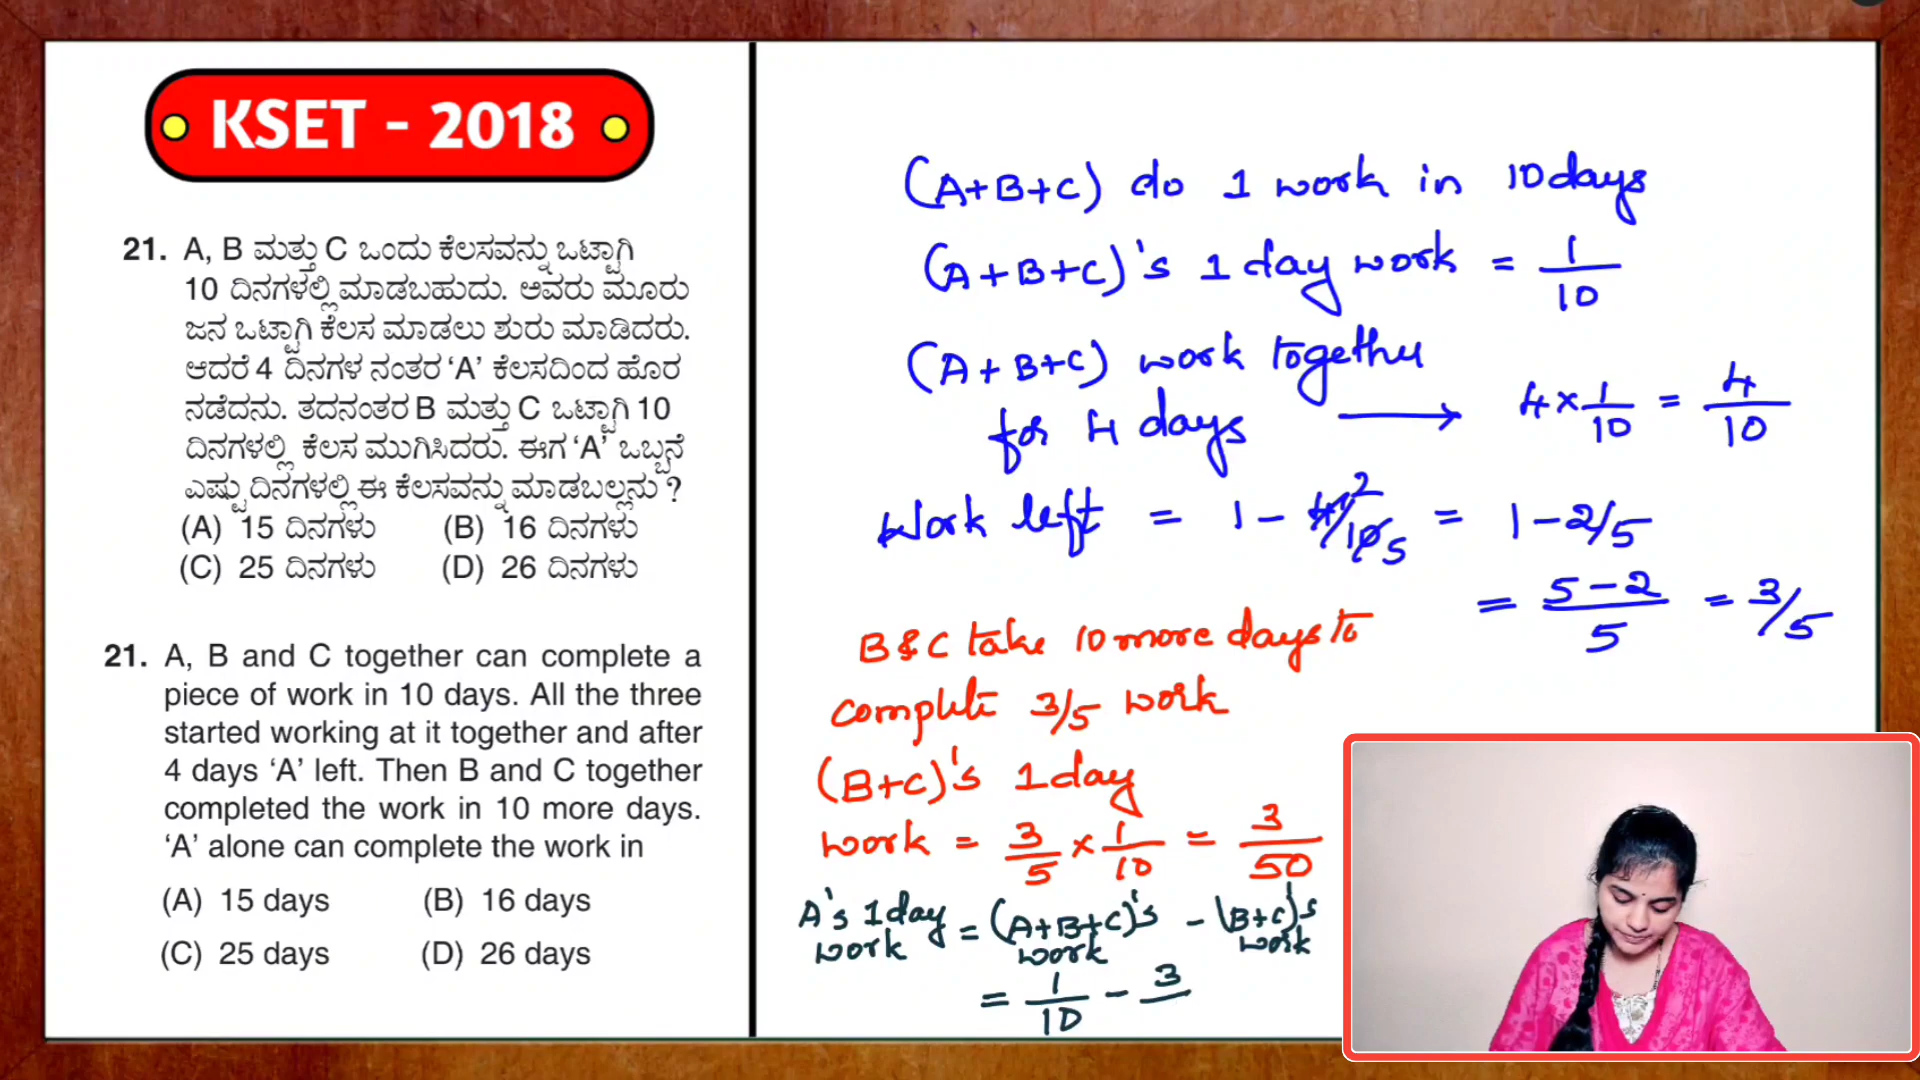 KSET - 2018
21. A, B ಮತ್ತು C ಒಂದು ಕೆಲಸವನ್ನು ಒಟ್ಟಾಗಿ
10 ದಿನಗಳಲ್ಲಿ ಮಾಡಬಹುದು. ಅವರು ಮೂರು
ಜನ ಒಟ್ಟಾಗಿ ಕೆಲಸ ಮಾಡಲು ಶುರು ಮಾಡಿದರು.
ಆದರೆ 4 ದಿನಗಳ ನಂತರ ‘A’ ಕೆಲಸದಿಂದ ಹೊರ
ನಡೆದನು. ತದನಂತರ B ಮತ್ತು C ಒಟ್ಟಾಗಿ 10
ದಿನಗಳಲ್ಲಿ ಕೆಲಸ ಮುಗಿಸಿದರು. ಈಗ ‘A’ ಒಬ್ಬನೆ
ಎಷ್ಟು ದಿನಗಳಲ್ಲಿ ಈ ಕೆಲಸವನ್ನು ಮಾಡಬಲ್ಲನು ?
(A) 15 ದಿನಗಳು (B) 16 ದಿನಗಳು
(C) 25 ದಿನಗಳು (D) 26 ದಿನಗಳು
21. A, B and C together can complete a
piece of work in 10 days. All the three
started working at it together and after
4 days ‘A’ left. Then B and C together
completed the work in 10 more days.
‘A’ alone can complete the work in
(A) 15 days (B) 16 days
(C) 25 days (D) 26 days
(A+B+C) do 1 work in 10 days
(A+B+C)'s 1 day work = 1/10
(A+B+C) work together
for 4 days → 4 × 1/10 = 4/10
Work left = 1 - 4/10 2 5 = 1 - 2/5
= 5-2/5 = 3/5
B & C take 10 more days to
complete 3/5 work
(B+C)'s 1 day
work = 3/5 × 1/10 = 3/50
A's 1 day work = (A+B+C)'s work - (B+C)'s work
= 1/10 - 3